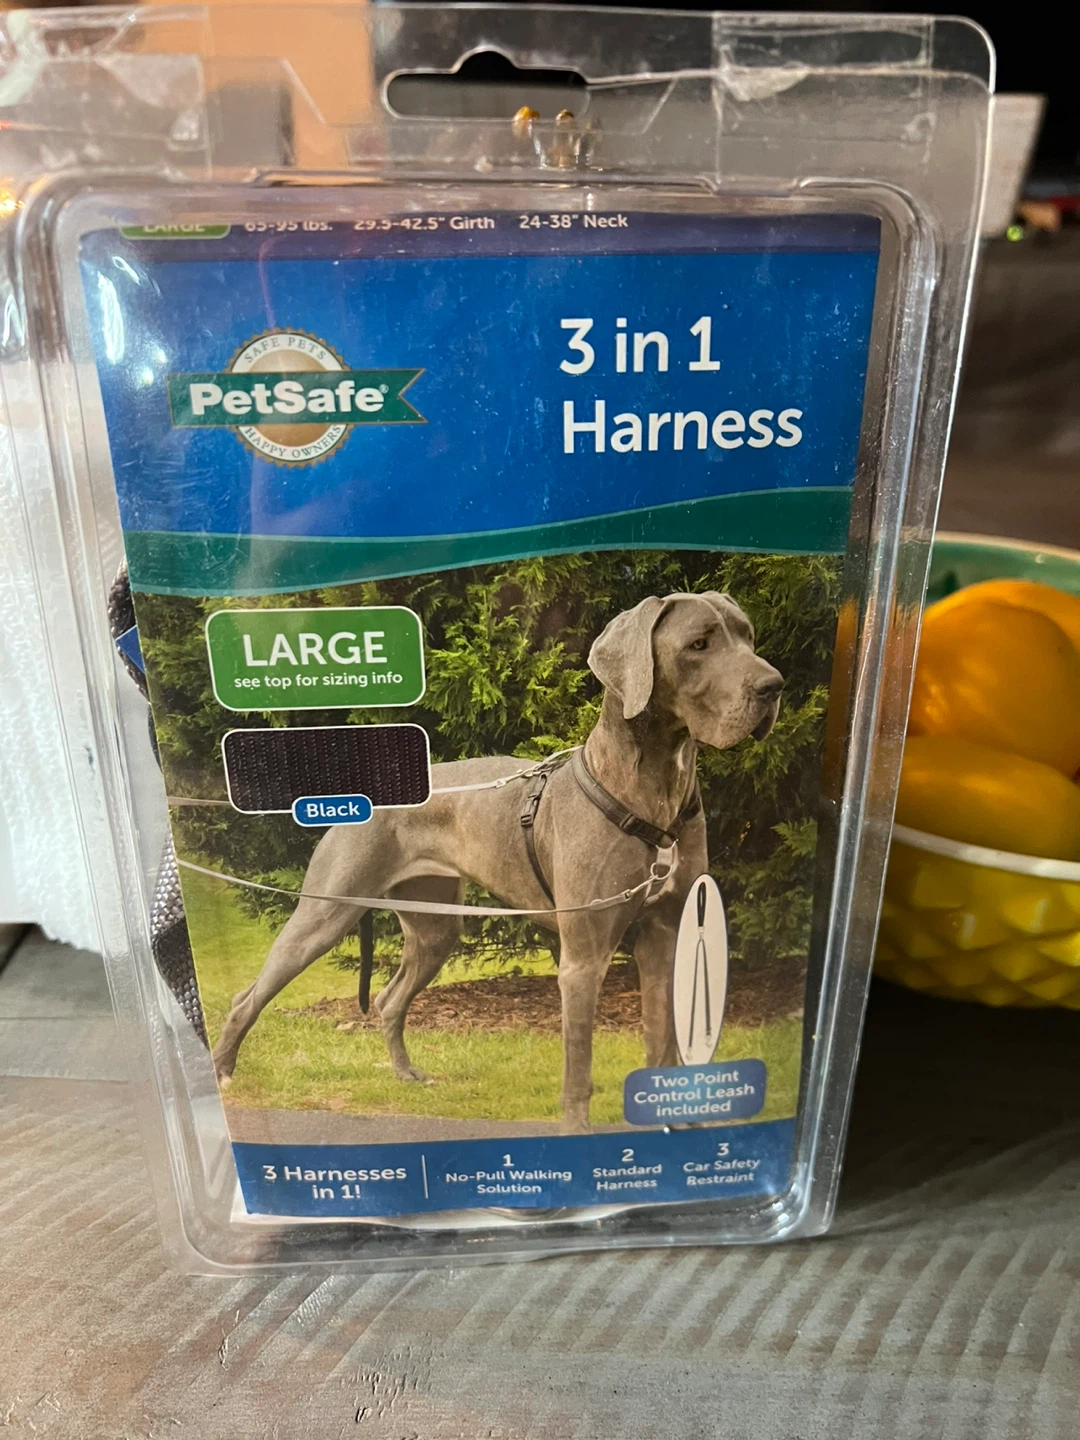 LARGE 65-95 lbs. 29.5-42.5" Girth 24-38" Neck
3 in 1
Harness
SAFE PETS
PetSafe®
HAPPY OWNERS
LARGE
see top for sizing info
Black
Two Point
Control Leash
included
3 Harnesses
in 1!
1
No-Pull Walking
Solution
2
Standard
Harness
3
Car Safety
Restraint